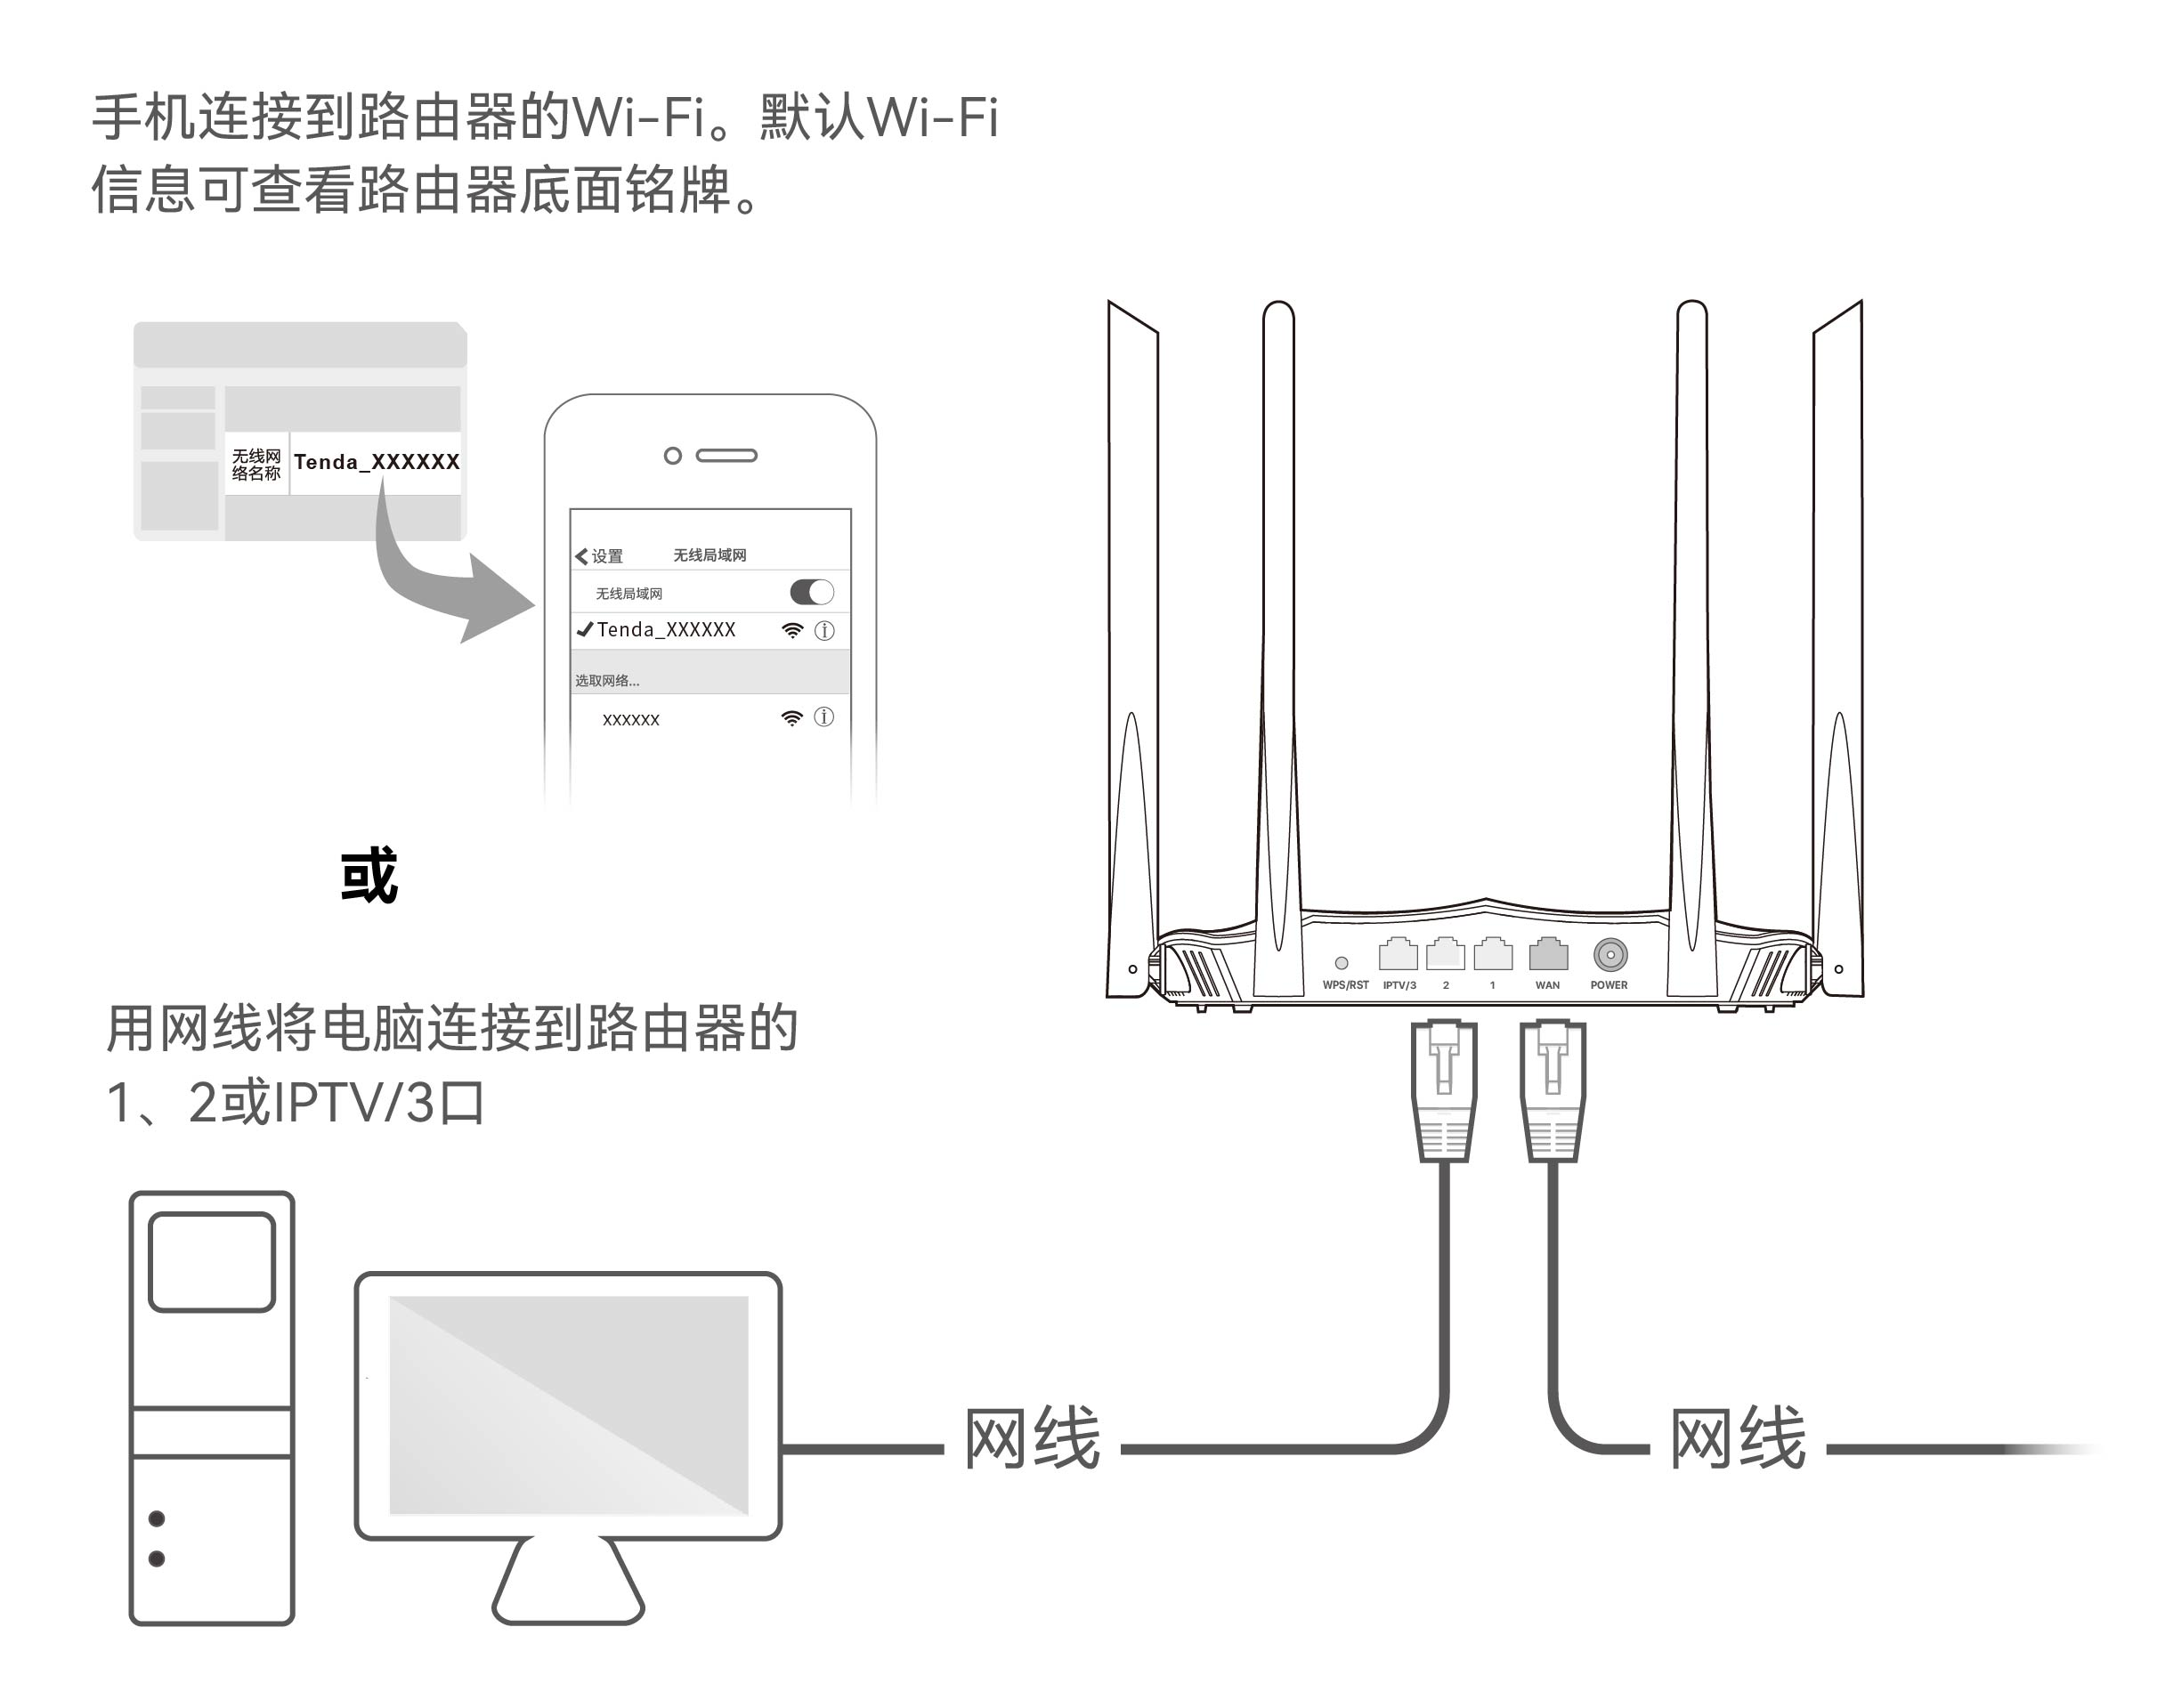 手机连接到路由器的Wi-Fi。默认Wi-Fi
信息可查看路由器底面铭牌。
无线网
络名称
Tenda_XXXXXX
设置 无线局域网
无线局域网
Tenda_XXXXXX
选取网络...
XXXXXX
或
WPS/RST IPTV/3 2 1 WAN POWER
用网线将电脑连接到路由器的
1、2或IPTV/3口
网线 网线